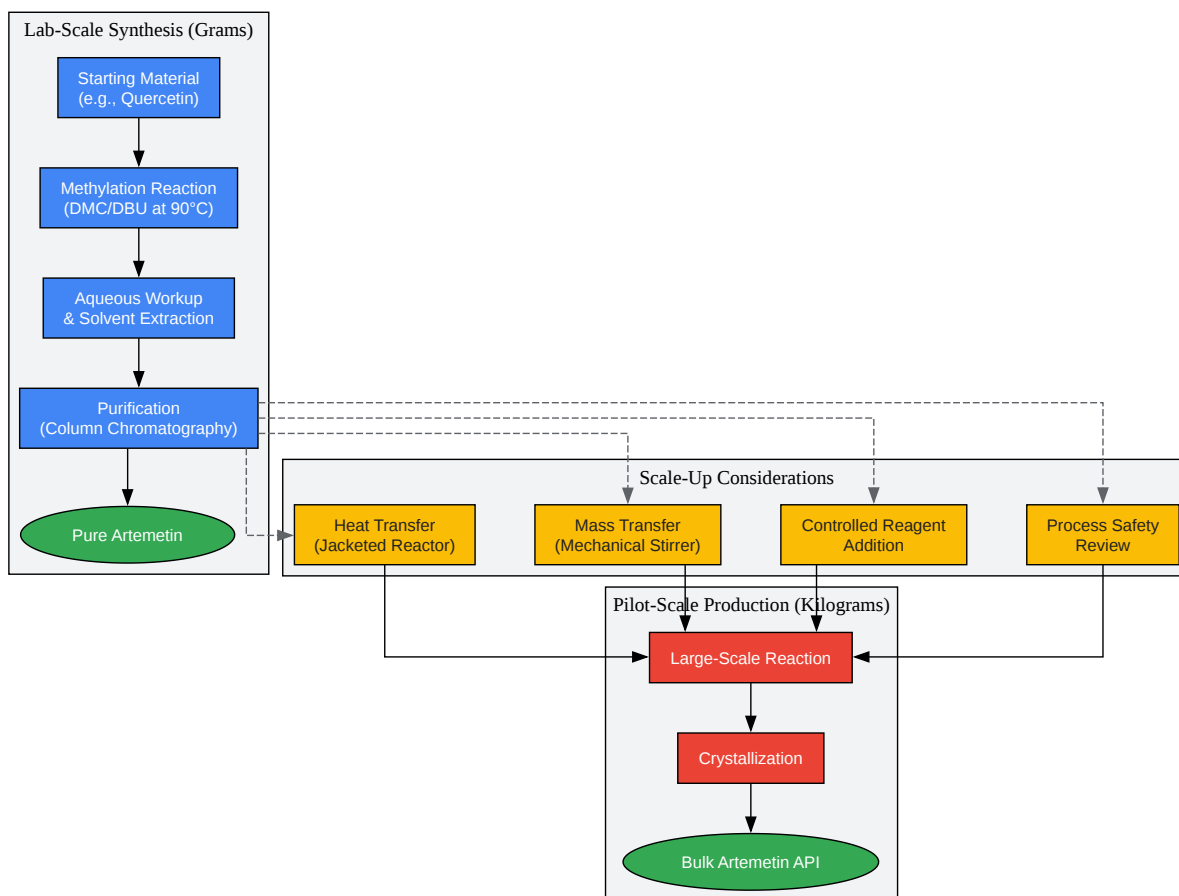 Lab-Scale Synthesis (Grams)
Starting Material
(e.g., Quercetin)
Methylation Reaction
(DMC/DBU at 90°C)
Aqueous Workup
& Solvent Extraction
Purification
(Column Chromatography)
Pure Artemetin
Scale-Up Considerations
Heat Transfer
(Jacketed Reactor)
Mass Transfer
(Mechanical Stirrer)
Controlled Reagent
Addition
Process Safety
Review
Pilot-Scale Production (Kilograms)
Large-Scale Reaction
Crystallization
Bulk Artemetin API